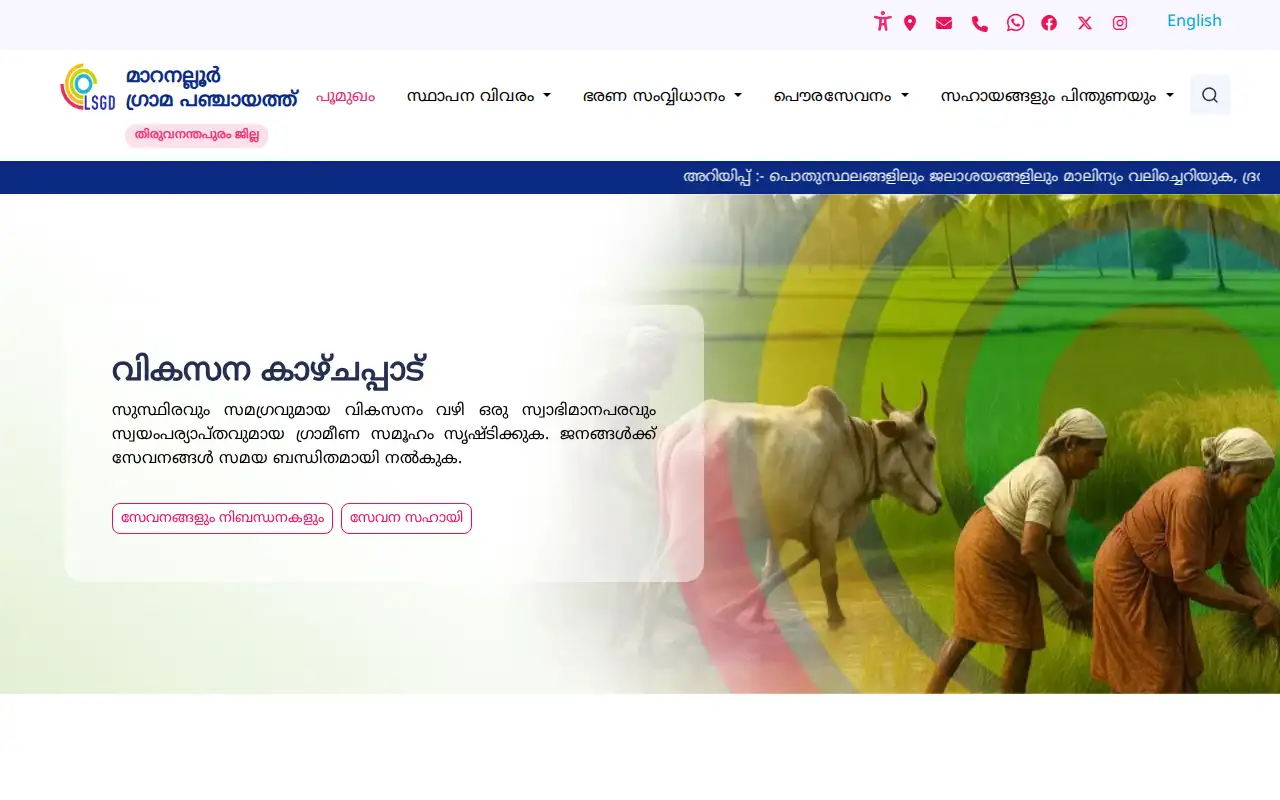 English
മാറനല്ലൂർ
ഗ്രാമ പഞ്ചായത്ത്
LSGD
തിരുവനന്തപുരം ജില്ല
പൂമുഖം
സ്ഥാപന വിവരം
ഭരണ സംവ്വിധാനം
പൌരസേവനം
സഹായങ്ങളും പിന്തുണയും
അറിയിപ്പ് :- പൊതുസ്ഥലങ്ങളിലും ജലാശയങ്ങളിലും മാലിന്യം വലിച്ചെറിയുക,
വികസന കാഴ്ചപ്പാട്
സുസ്ഥിരവും സമഗ്രവുമായ വികസനം വഴി ഒരു സ്വാഭിമാനപരവും
സ്വയംപര്യാപ്തവുമായ ഗ്രാമീണ സമൂഹം സൃഷ്ടിക്കുക. ജനങ്ങൾക്ക്
സേവനങ്ങൾ സമയ ബന്ധിതമായി നൽകുക.
സേവനങ്ങളും നിബന്ധനകളും
സേവന സഹായി